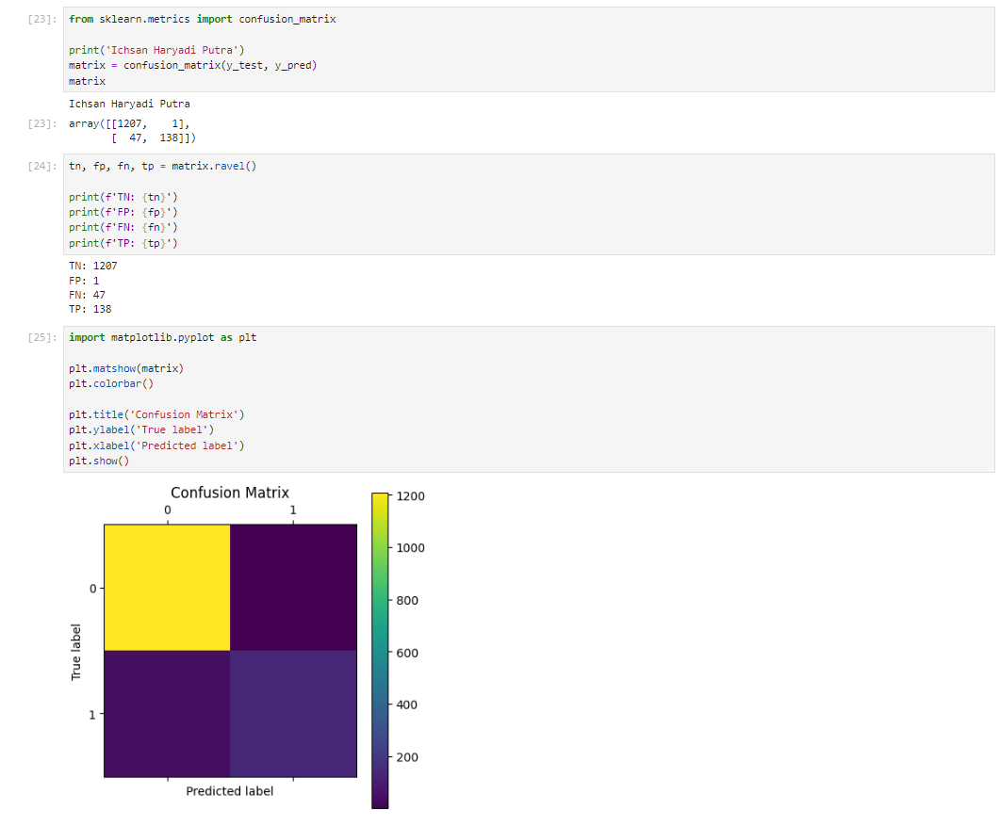 [23]: from sklearn.metrics import confusion_matrix
print('Ichsan Haryadi Putra')
matrix = confusion_matrix(y_test, y_pred)
matrix
Ichsan Haryadi Putra
[23]: array([[1207,    1],
       [  47,  138]])
[24]: tn, fp, fn, tp = matrix.ravel()
print(f'TN: {tn}')
print(f'FP: {fp}')
print(f'FN: {fn}')
print(f'TP: {tp}')
TN: 1207
FP: 1
FN: 47
TP: 138
[25]: import matplotlib.pyplot as plt
plt.matshow(matrix)
plt.colorbar()
plt.title('Confusion Matrix')
plt.ylabel('True label')
plt.xlabel('Predicted label')
plt.show()
Confusion Matrix
0 1
0
1
True label
Predicted label
1200
1000
800
600
400
200